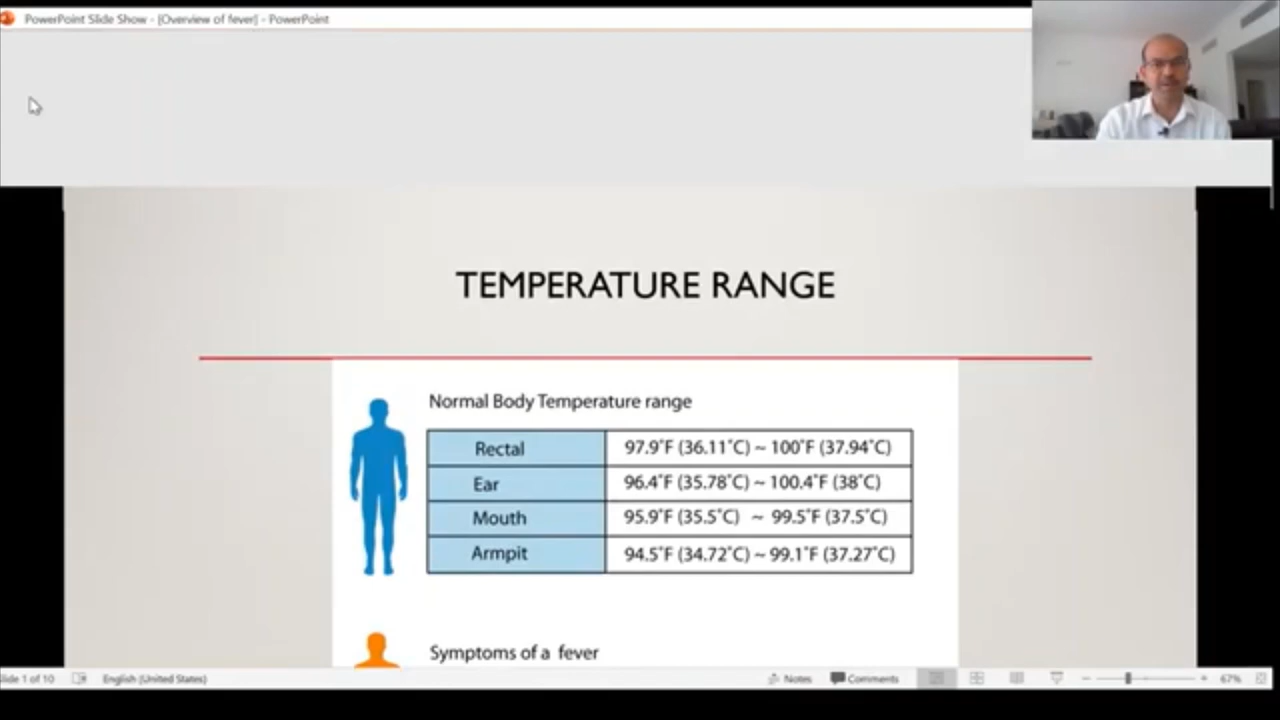 PowerPoint Slide Show - [Overview of fever] - PowerPoint
TEMPERATURE RANGE
Normal Body Temperature range
Rectal 97.9°F (36.11°C) ~ 100°F (37.94°C)
Ear 96.4°F (35.78°C) ~ 100.4°F (38°C)
Mouth 95.9°F (35.5°C) ~ 99.5°F (37.5°C)
Armpit 94.5°F (34.72°C) ~ 99.1°F (37.27°C)
Symptoms of a fever
lide 1 of 10 English (United States) Notes Comments 67%